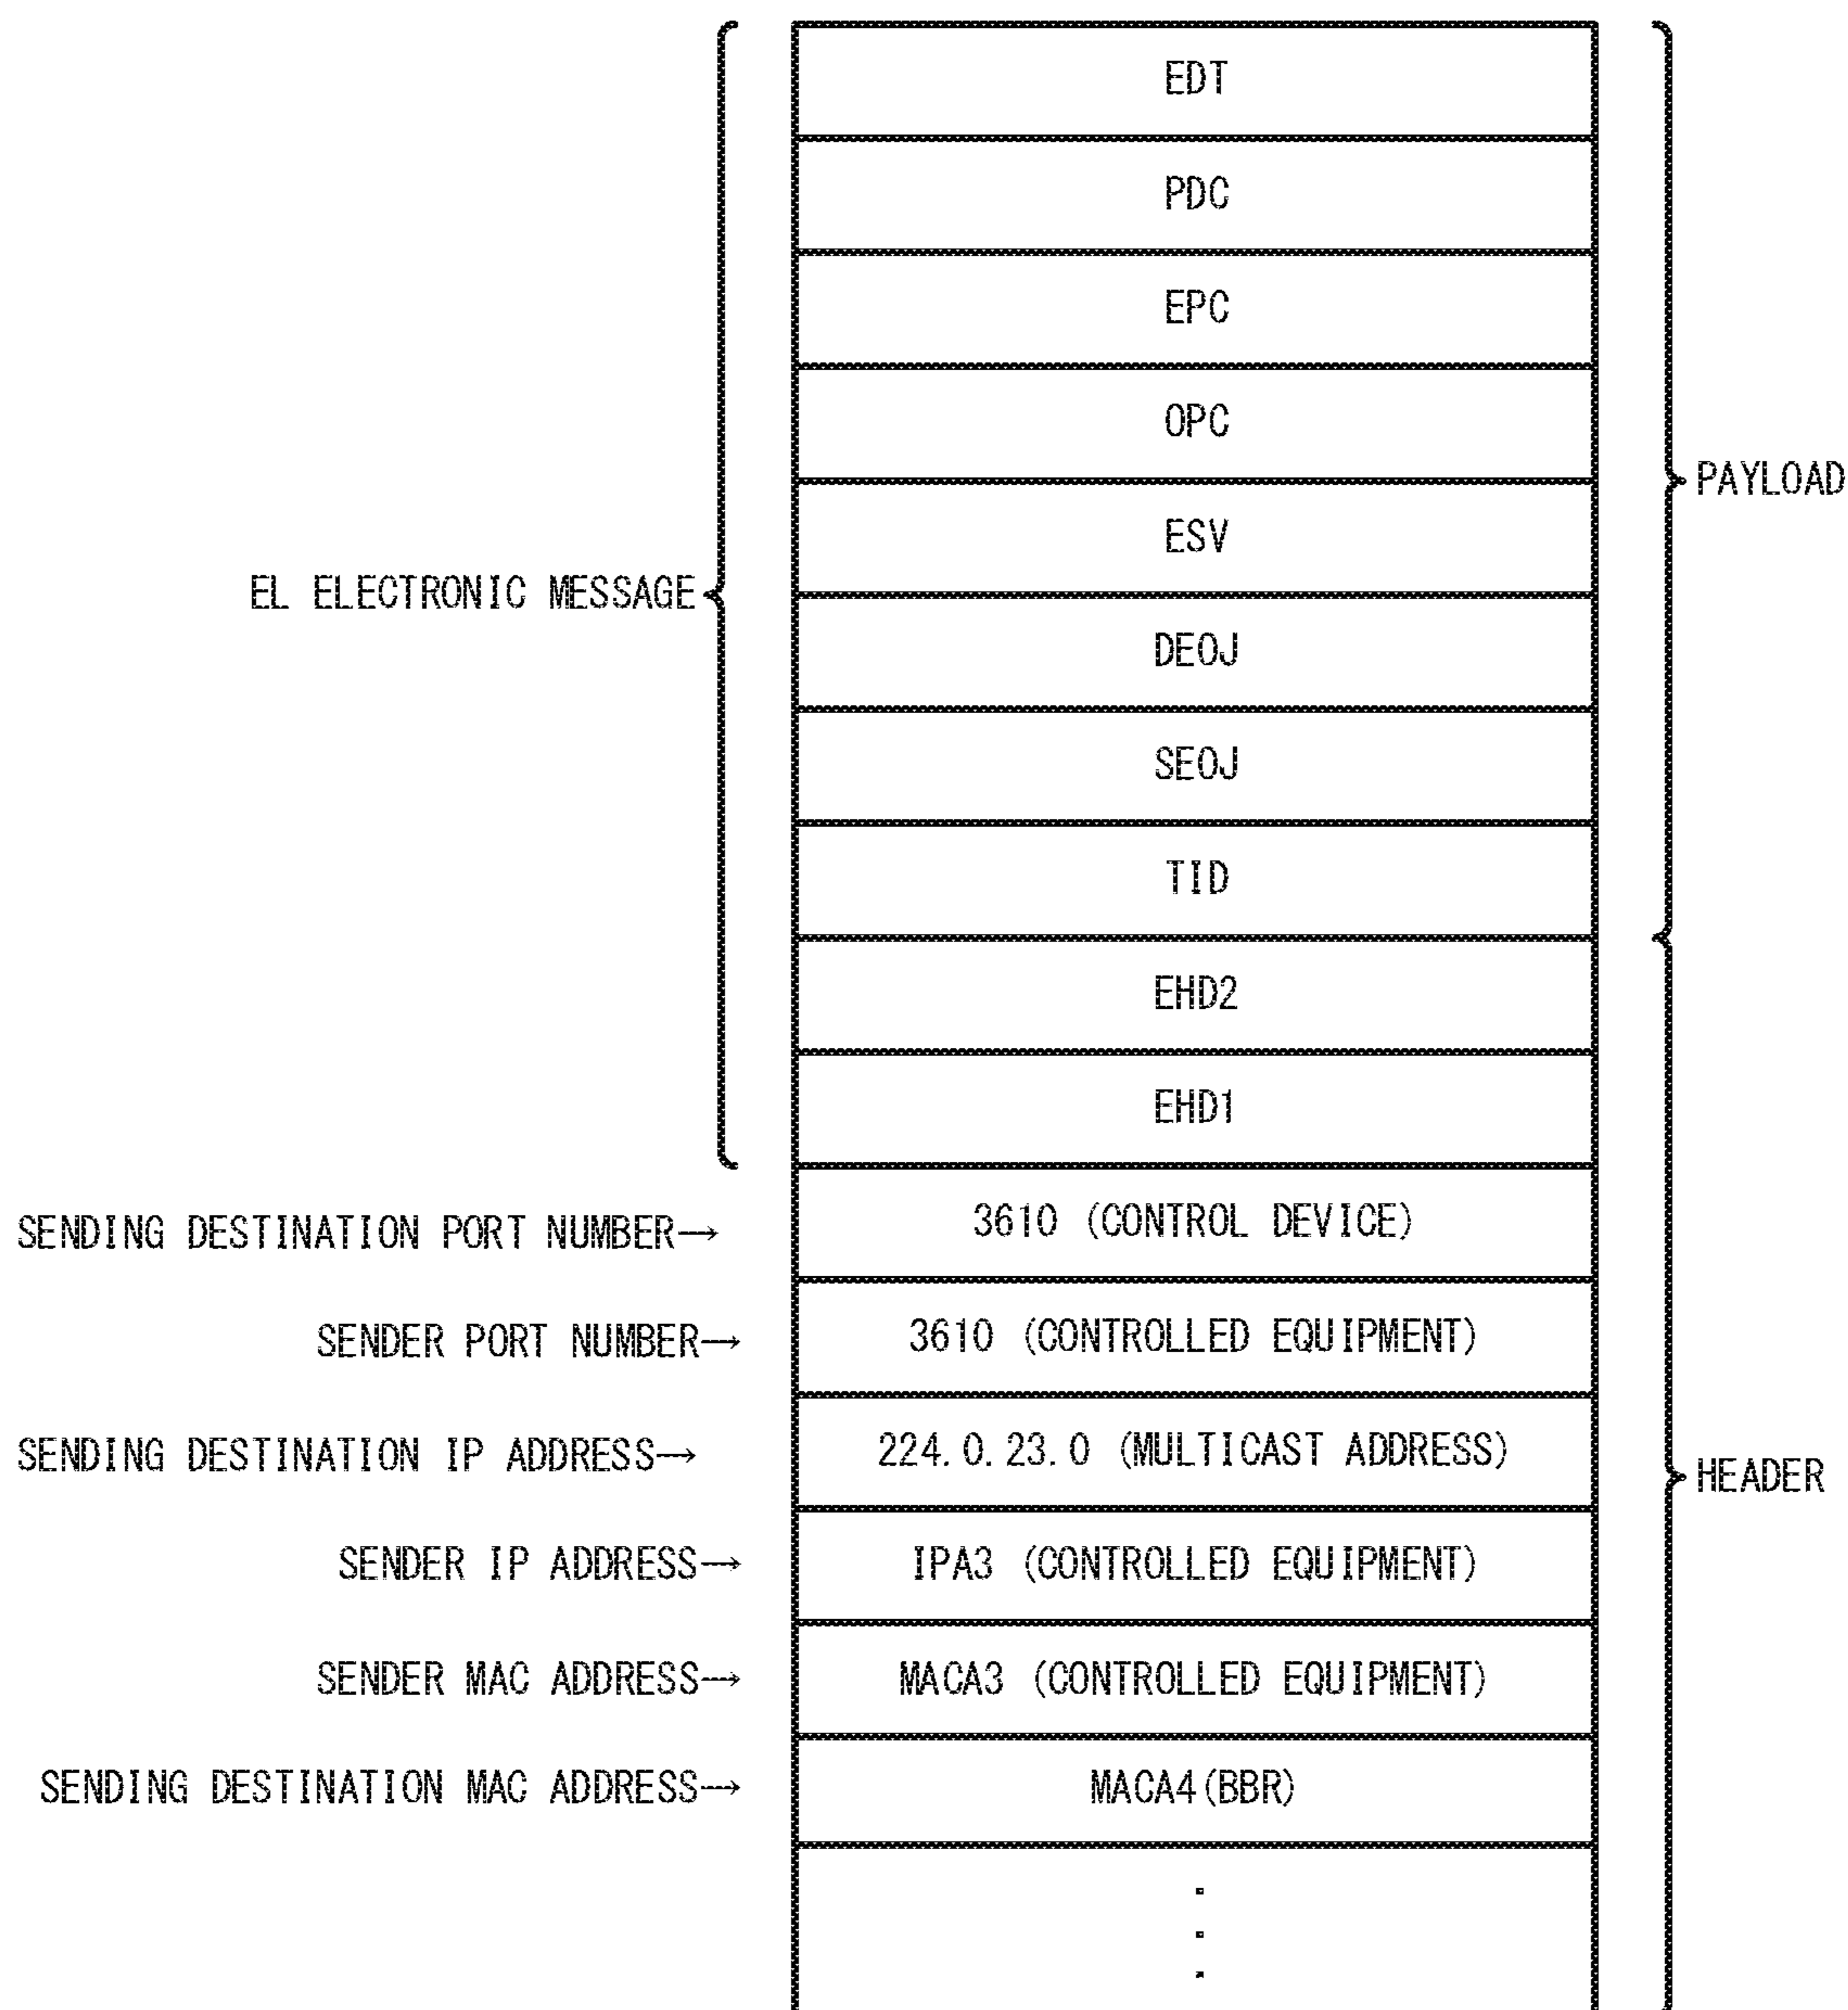 EDT
PDC
EPC
OPC
PAYLOAD
ESV
EL ELECTRONIC MESSAGE
DEOJ
SEOJ
TID
EHD2
EHD1
SENDING DESTINATION PORT NUMBER→ 3610 (CONTROL DEVICE)
SENDER PORT NUMBER→ 3610 (CONTROLLED EQUIPMENT)
SENDING DESTINATION IP ADDRESS→ 224.0.23.0 (MULTICAST ADDRESS)
HEADER
SENDER IP ADDRESS→ IPA3 (CONTROLLED EQUIPMENT)
SENDER MAC ADDRESS→ MACA3 (CONTROLLED EQUIPMENT)
SENDING DESTINATION MAC ADDRESS→ MACA4(BBR)